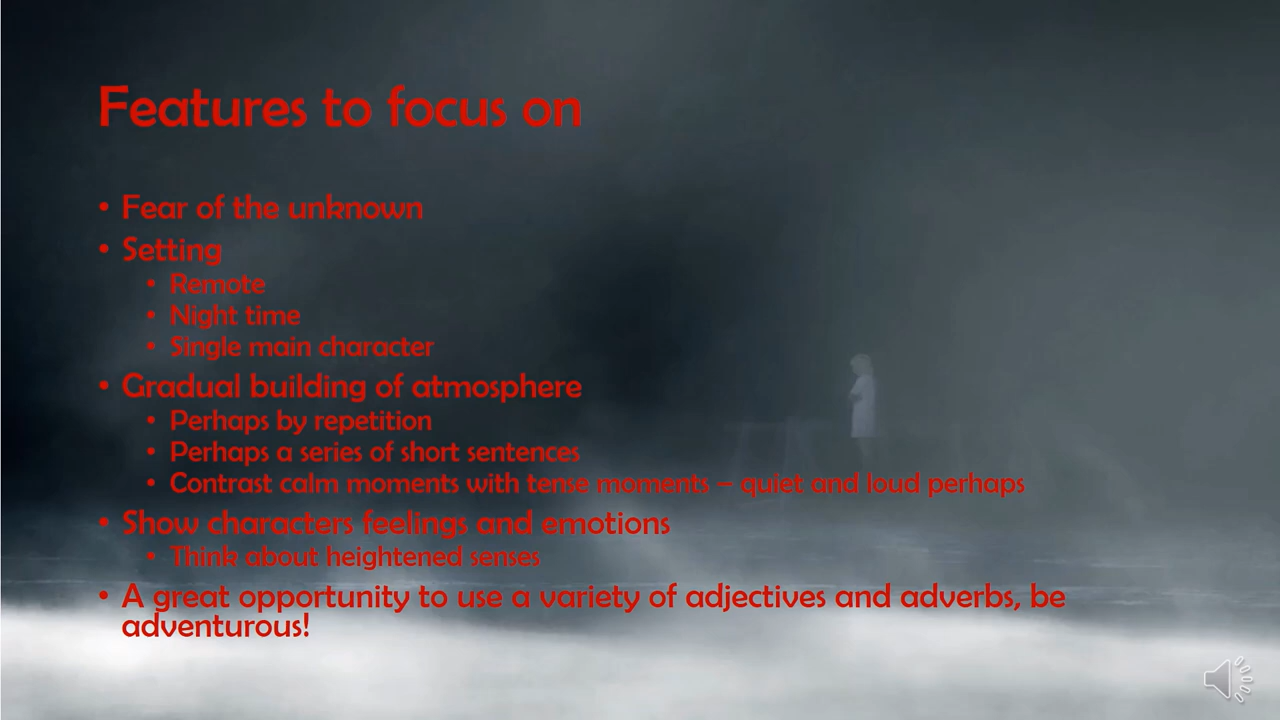 Features to focus on
• Fear of the unknown
• Setting
• Remote
• Night time
• Single main character
• Gradual building of atmosphere
• Perhaps by repetition
• Perhaps a series of short sentences
• Contrast calm moments with tense moments – quiet and loud perhaps
• Show characters feelings and emotions
• Think about heightened senses
• A great opportunity to use a variety of adjectives and adverbs, be
adventurous!